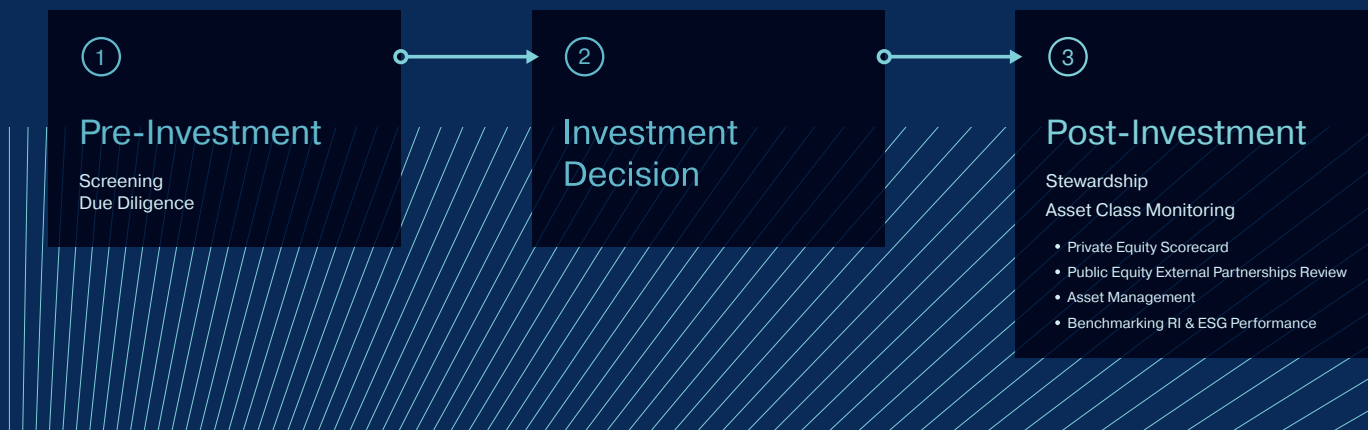 1
Pre-Investment
Screening
Due Diligence
2
Investment
Decision
3
Post-Investment
Stewardship
Asset Class Monitoring
• Private Equity Scorecard
• Public Equity External Partnerships Review
• Asset Management
• Benchmarking RI & ESG Performance